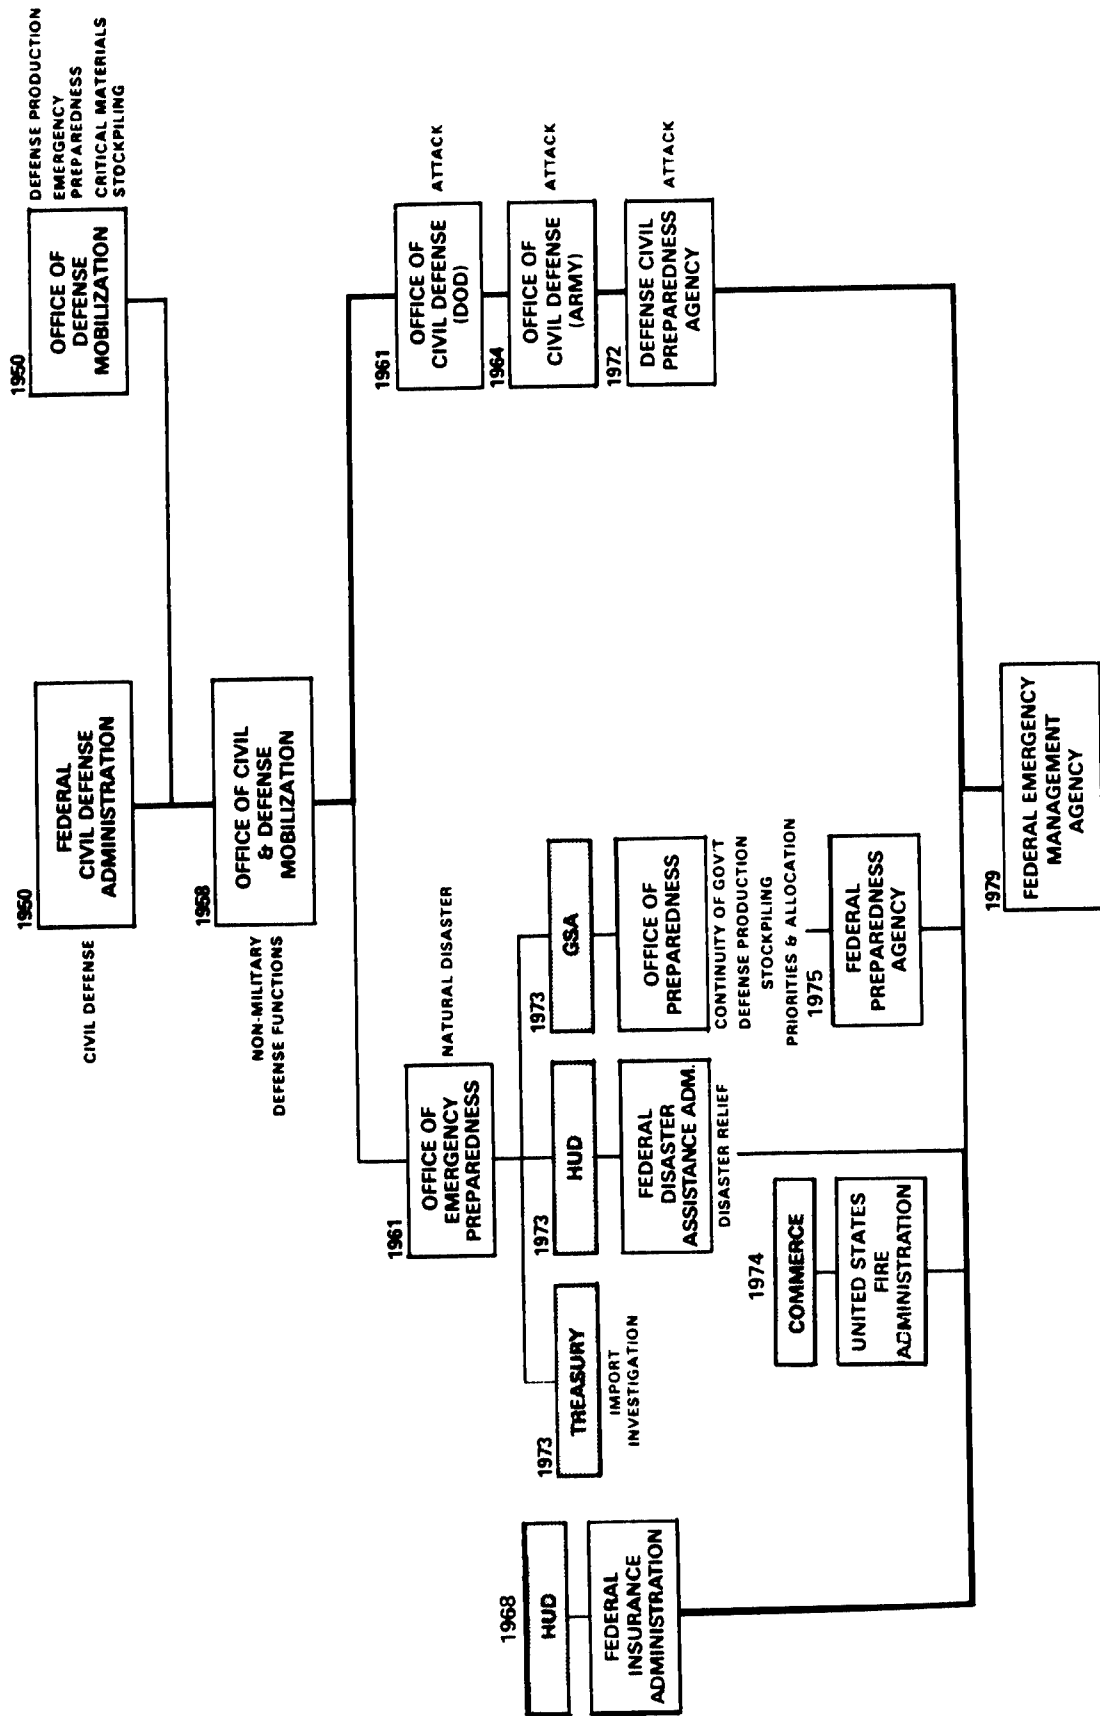 1950
FEDERAL
CIVIL DEFENSE
ADMINISTRATION
CIVIL DEFENSE
1950
OFFICE OF
DEFENSE
MOBILIZATION
DEFENSE PRODUCTION
EMERGENCY
PREPAREDNESS
CRITICAL MATERIALS
STOCKPILING
1958
OFFICE OF CIVIL
& DEFENSE
MOBILIZATION
NON-MILITARY
DEFENSE FUNCTIONS
1961
OFFICE OF
EMERGENCY
PREPAREDNESS
NATURAL DISASTER
1961
OFFICE OF
CIVIL DEFENSE
(DOD)
ATTACK
1964
OFFICE OF
CIVIL DEFENSE
(ARMY)
ATTACK
1972
DEFENSE CIVIL
PREPAREDNESS
AGENCY
ATTACK
1968
HUD
FEDERAL
INSURANCE
ADMINISTRATION
1973
TREASURY
IMPORT
INVESTIGATION
1973
HUD
FEDERAL
DISASTER
ASSISTANCE ADM.
DISASTER RELIEF
1973
GSA
OFFICE OF
PREPAREDNESS
CONTINUITY OF GOV'T
DEFENSE PRODUCTION
STOCKPILING
PRIORITIES & ALLOCATION
1974
COMMERCE
UNITED STATES
FIRE
ADMINISTRATION
1975
FEDERAL
PREPAREDNESS
AGENCY
1979
FEDERAL EMERGENCY
MANAGEMENT
AGENCY